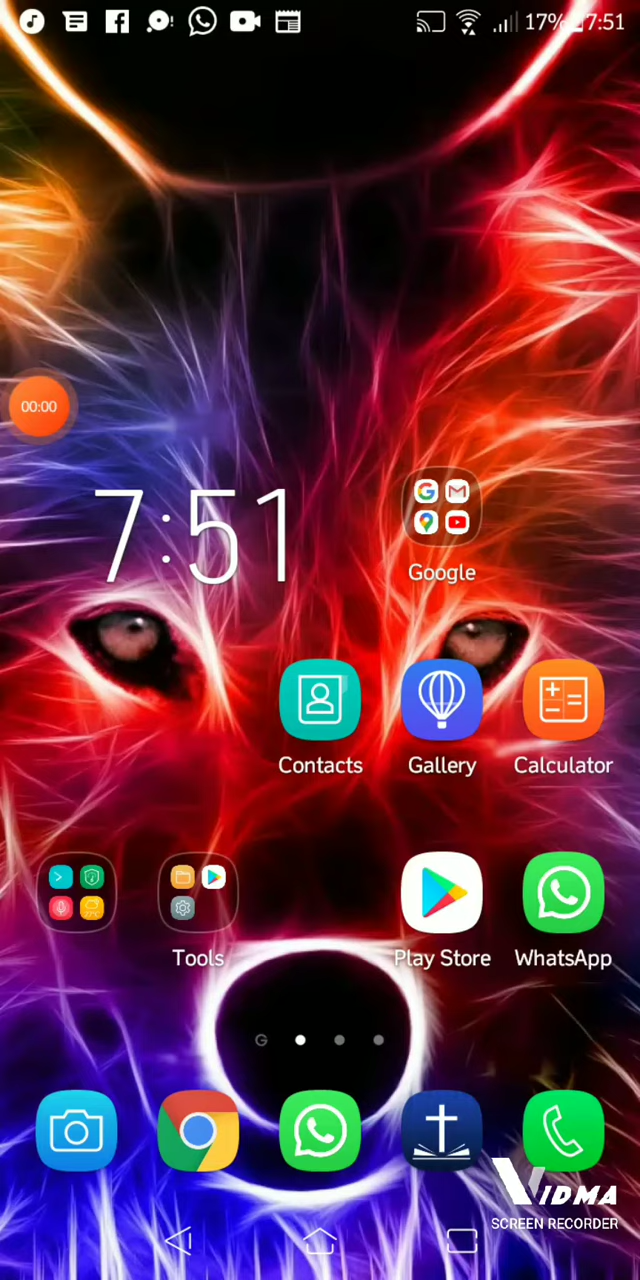 17% 7:51
00:00
7:51
Google
Contacts
Gallery
Calculator
Tools
Play Store
WhatsApp
G
VIDMA
SCREEN RECORDER